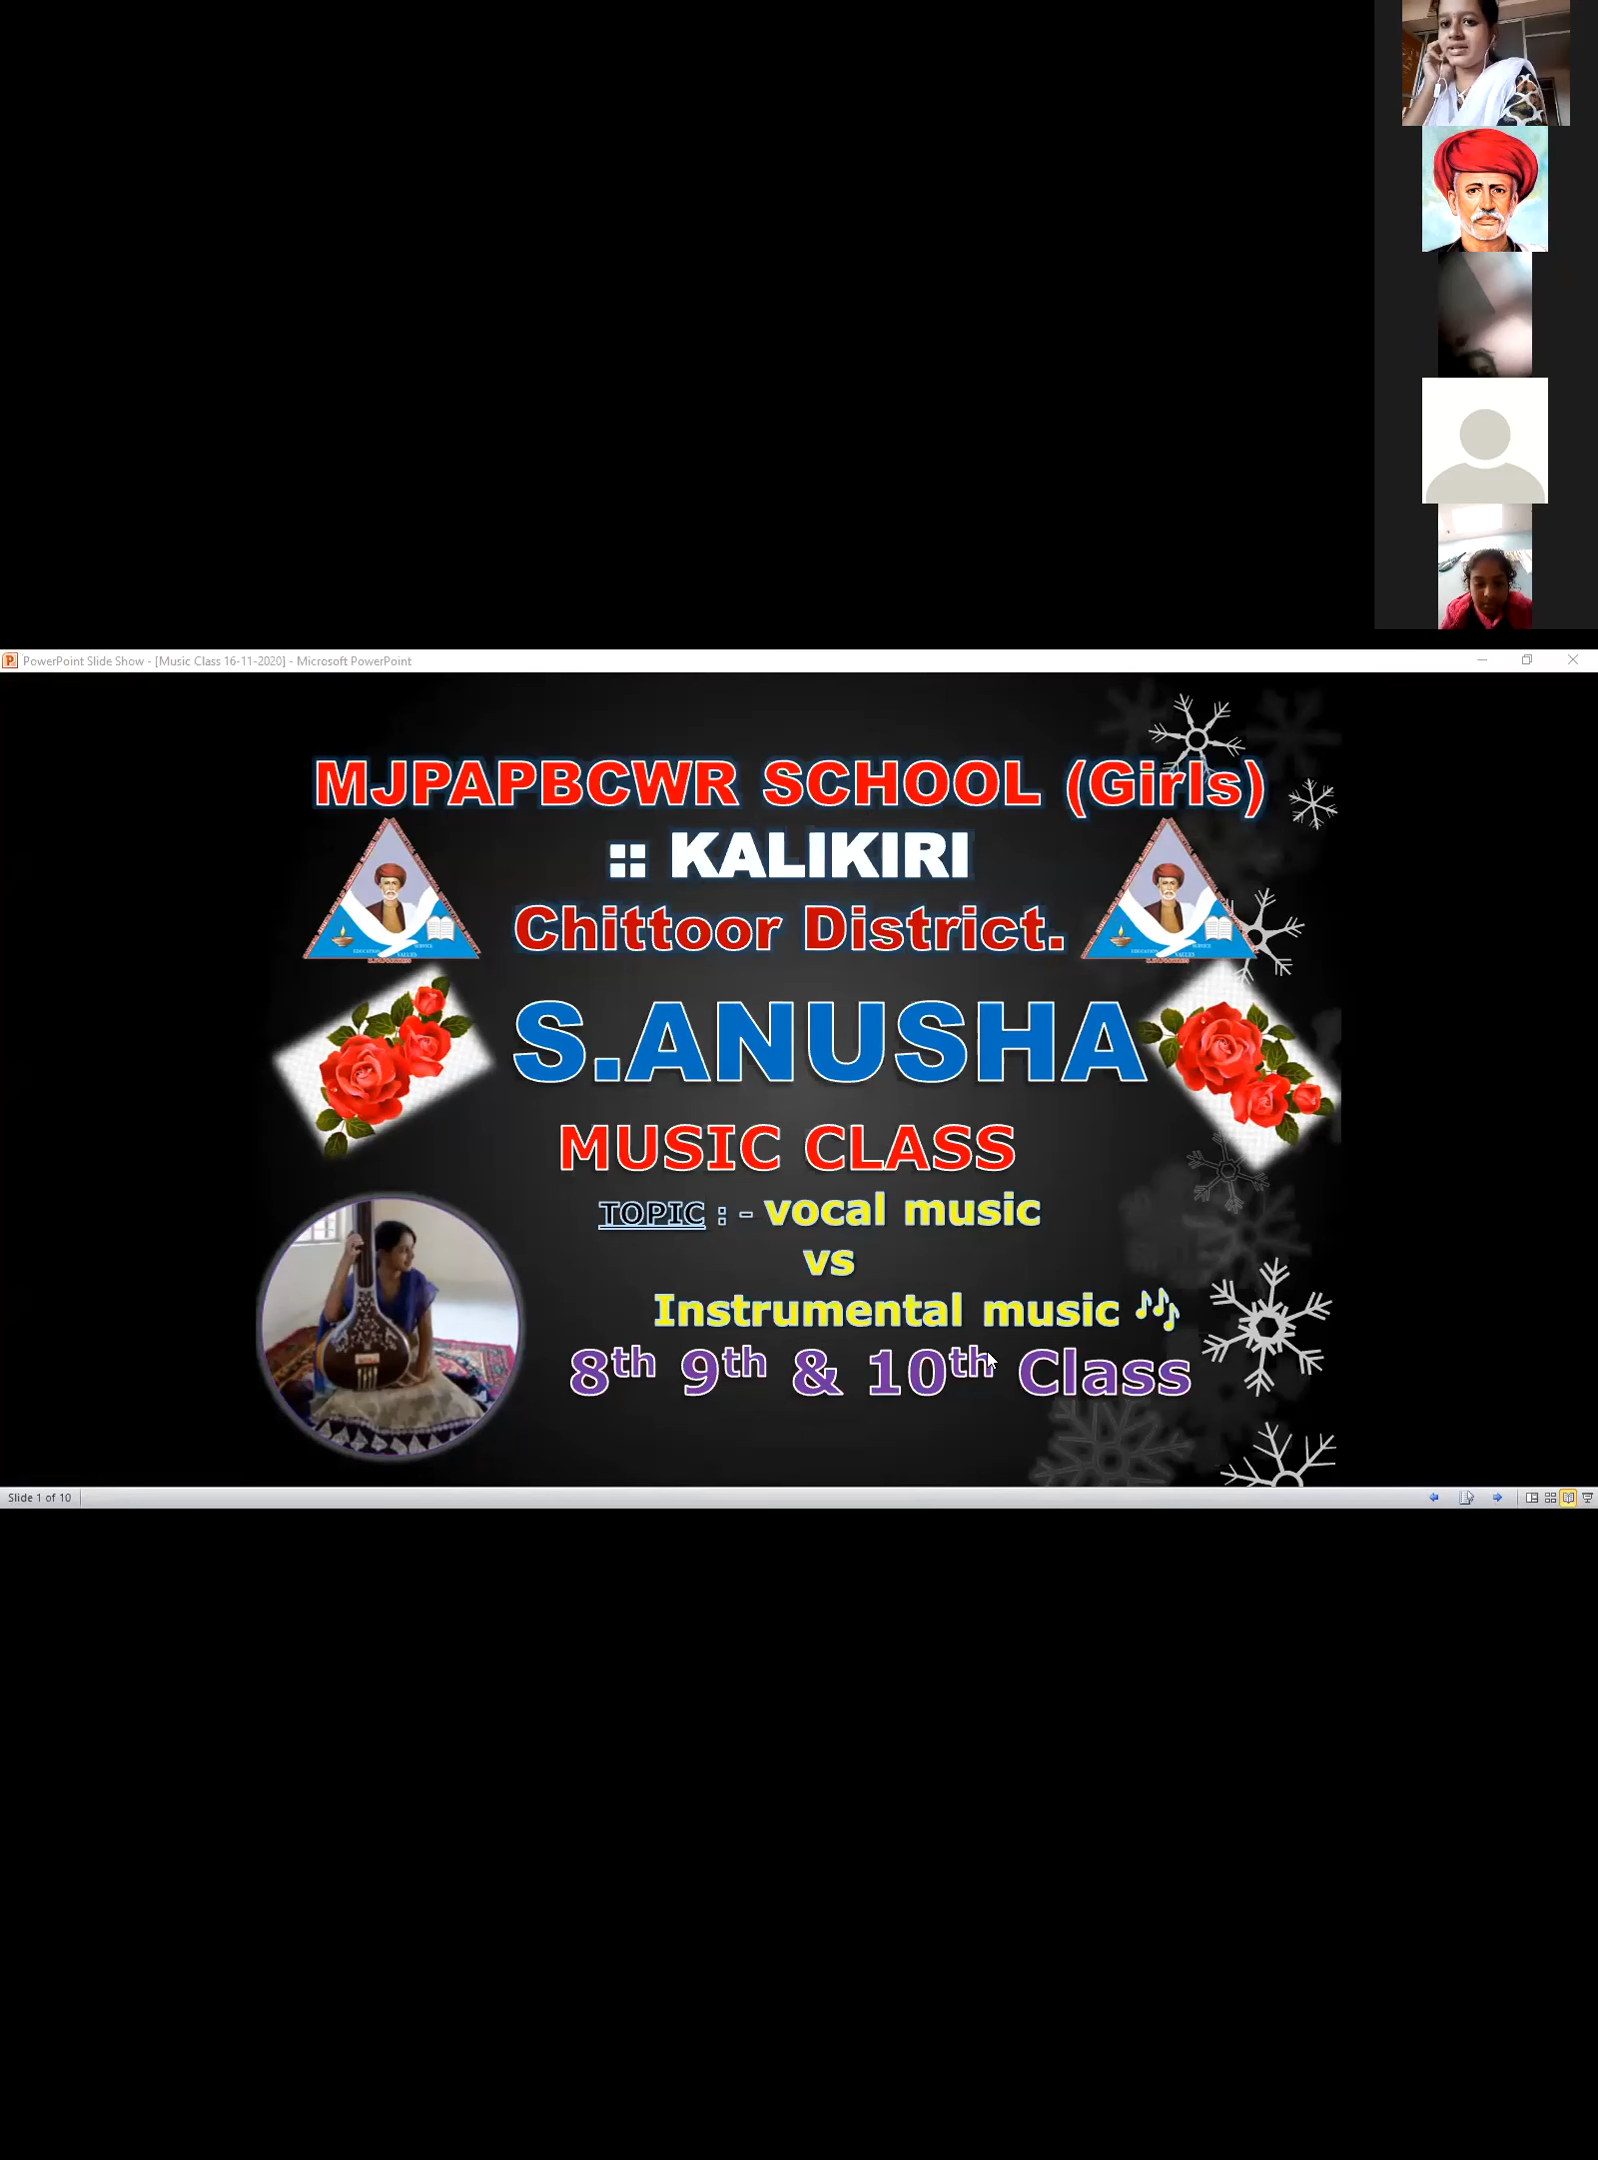 PowerPoint Slide Show - [Music Class 16-11-2020] - Microsoft PowerPoint
MJPAPBCWR SCHOOL (Girls)
:: KALIKIRI
Chittoor District.
S.ANUSHA
MUSIC CLASS
TOPIC : - vocal music
vs
Instrumental music
8th 9th & 10th Class
Slide 1 of 10